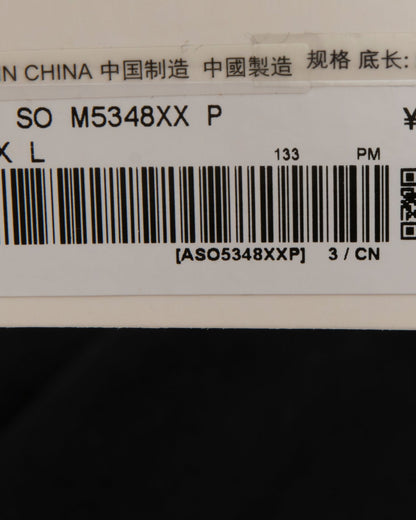 IN CHINA 中国制造 中國製造 规格 底长:
SO M5348XX P ¥
X L 133 PM
[ASO5348XXP] 3 / CN